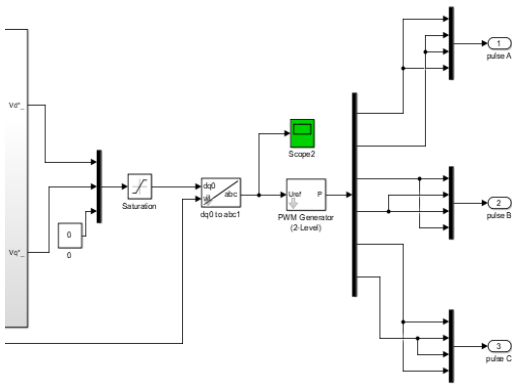 1
pulse A
Vd*_
Scope2
0
Saturation
dq0
wt
abc
dq0 to abc1
Uref
P
PWM Generator
(2-Level)
2
pulse B
Vq*_
0
3
pulse C